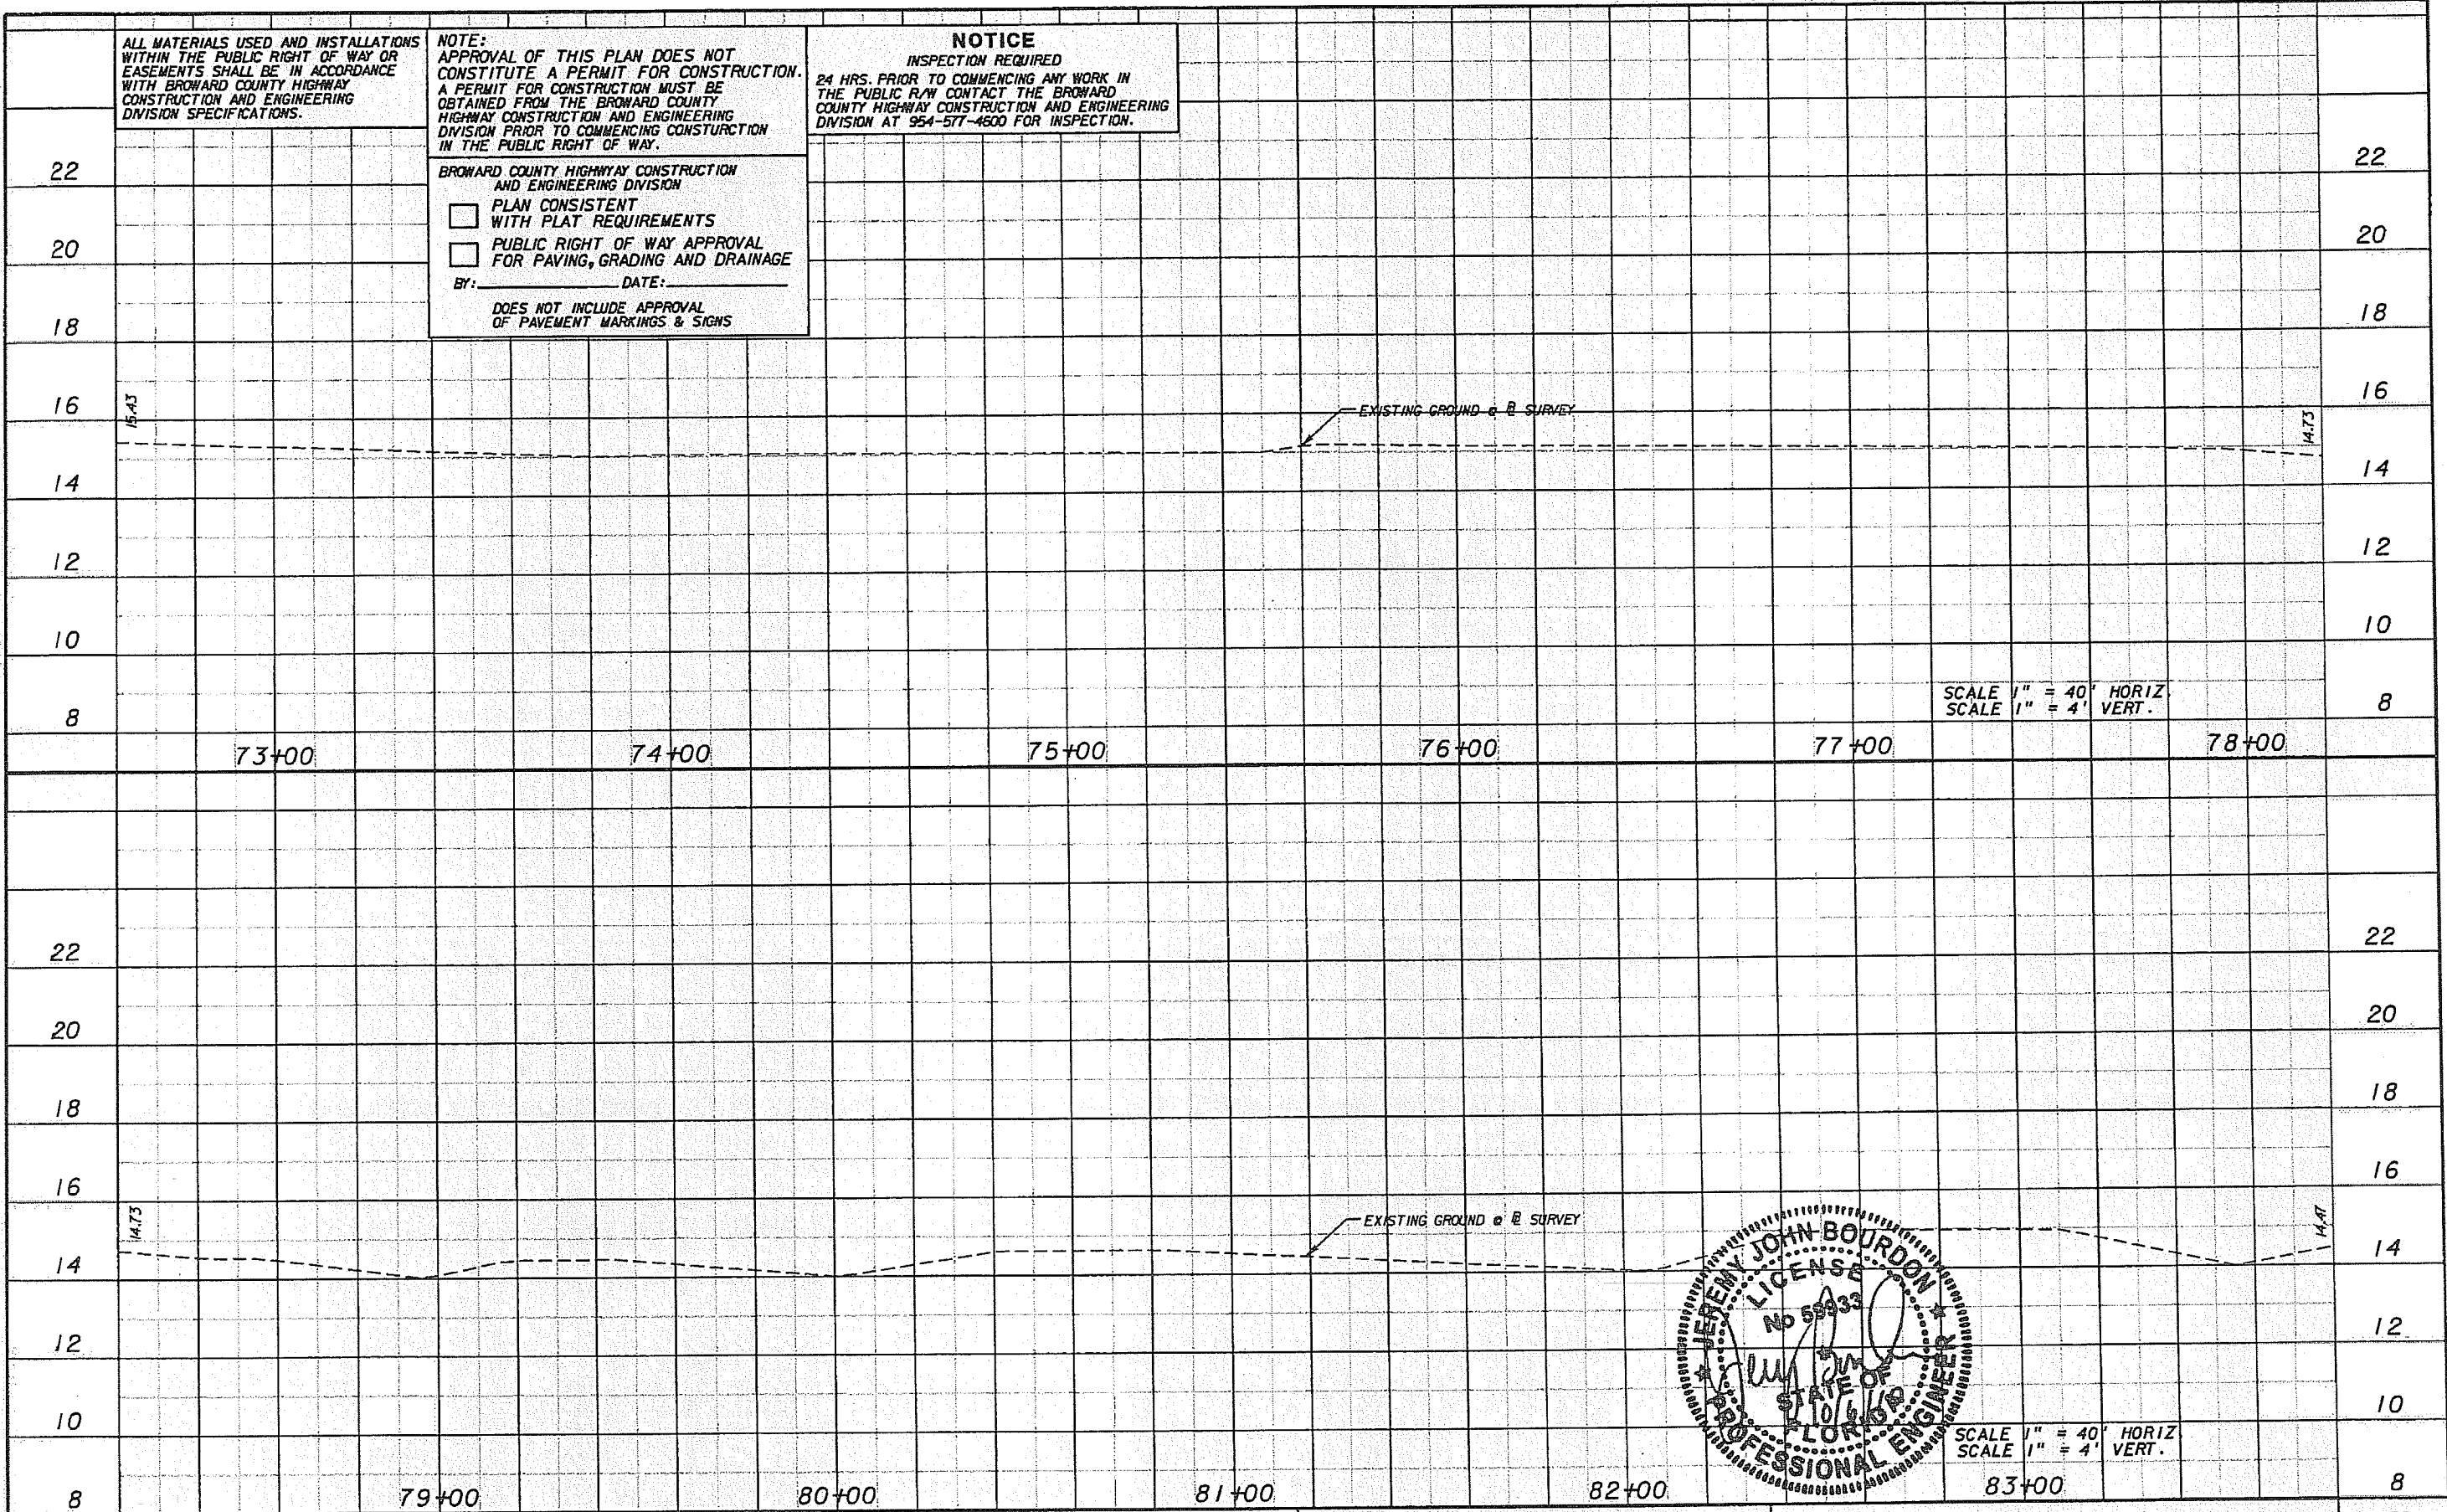 ALL MATERIALS USED AND INSTALLATIONS
WITHIN THE PUBLIC RIGHT OF WAY OR
EASEMENTS SHALL BE IN ACCORDANCE
WITH BROWARD COUNTY HIGHWAY
CONSTRUCTION AND ENGINEERING
DIVISION SPECIFICATIONS.
NOTE:
APPROVAL OF THIS PLAN DOES NOT
CONSTITUTE A PERMIT FOR CONSTRUCTION.
A PERMIT FOR CONSTRUCTION MUST BE
OBTAINED FROM THE BROWARD COUNTY
HIGHWAY CONSTRUCTION AND ENGINEERING
DIVISION PRIOR TO COMMENCING CONSTURCTION
IN THE PUBLIC RIGHT OF WAY.
NOTICE
INSPECTION REQUIRED
24 HRS. PRIOR TO COMMENCING ANY WORK IN
THE PUBLIC R/W CONTACT THE BROWARD
COUNTY HIGHWAY CONSTRUCTION AND ENGINEERING
DIVISION AT 954-577-4600 FOR INSPECTION.
BROWARD COUNTY HIGHWYAY CONSTRUCTION
AND ENGINEERING DIVISION
PLAN CONSISTENT
WITH PLAT REQUIREMENTS
PUBLIC RIGHT OF WAY APPROVAL
FOR PAVING, GRADING AND DRAINAGE
BY: DATE:
DOES NOT INCLUDE APPROVAL
OF PAVEMENT MARKINGS & SIGNS
22 22
20 20
18 18
16 16
15.43
EXISTING GROUND @ ℄ SURVEY
14.73
14 14
12 12
10 10
SCALE 1" = 40' HORIZ.
SCALE 1" = 4' VERT.
8 8
73+00 74+00 75+00 76+00 77+00 78+00
22 22
20 20
18 18
16 16
14.73
EXISTING GROUND @ ℄ SURVEY
14.47
14 14
12 12
10 10
JEREMY JOHN BOURDON
LICENSE
No
STATE OF
FLORIDA
PROFESSIONAL ENGINEER
SCALE 1" = 40' HORIZ
SCALE 1" = 4' VERT.
8 8
79+00 80+00 81+00 82+00 83+00